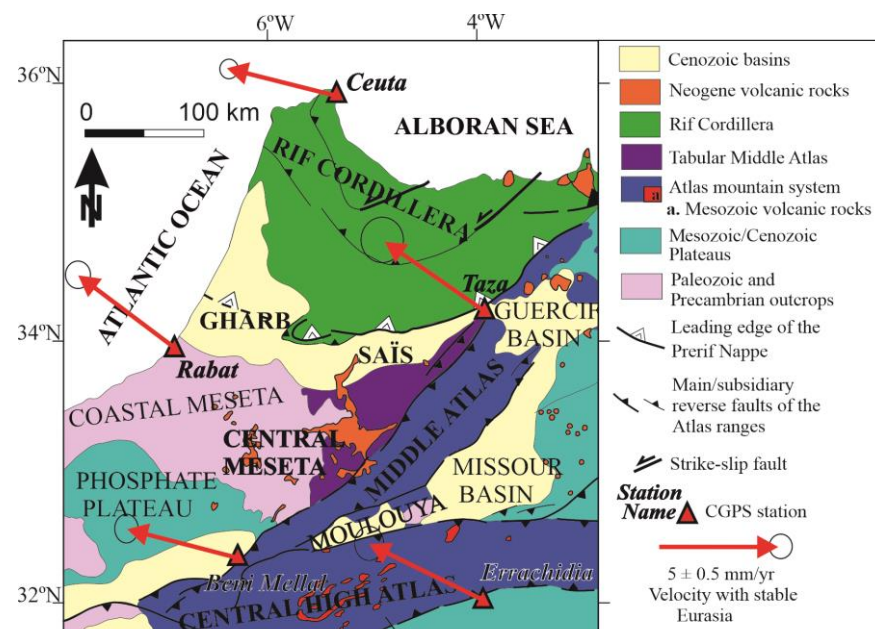 6ºW
4ºW
36ºN
Ceuta
0 100 km
ALBORAN SEA
N
RIF CORDILLERA
ATLANTIC OCEAN
Taza
34ºN
GHARB
GUERCIF
BASIN
SAÏS
Rabat
COASTAL MESETA
CENTRAL
MESETA
MIDDLE ATLAS
PHOSPHATE
PLATEAU
MISSOUR
BASIN
MOULOUYA
Beni Mellal
Errachidia
32ºN
CENTRAL HIGH ATLAS
Cenozoic basins
Neogene volcanic rocks
Rif Cordillera
Tabular Middle Atlas
Atlas mountain system
a
a. Mesozoic volcanic rocks
Mesozoic/Cenozoic
Plateaus
Paleozoic and
Precambrian outcrops
Leading edge of the
Prerif Nappe
Main/subsidiary
reverse faults of the
Atlas ranges
Strike-slip fault
Station
Name
CGPS station
5 ± 0.5 mm/yr
Velocity with stable
Eurasia